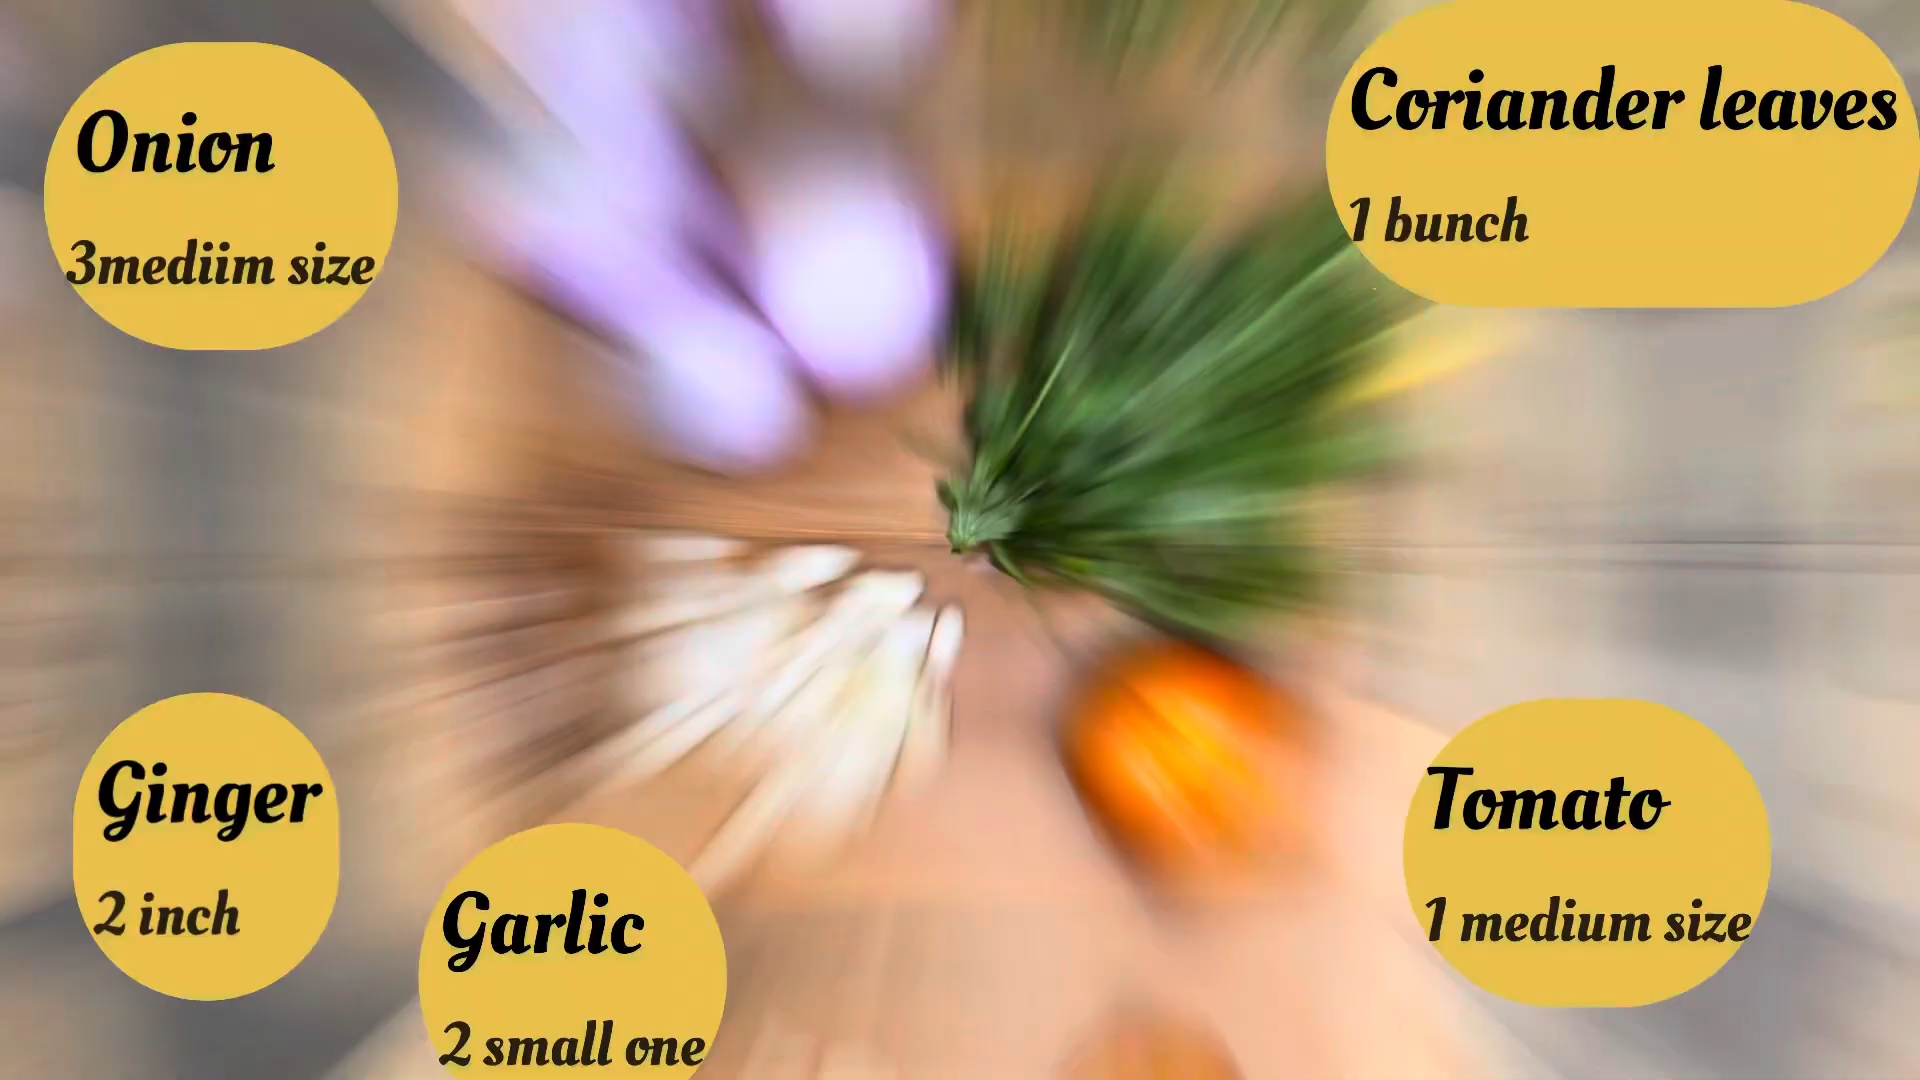 Onion
3mediim size
Coriander leaves
1 bunch
Ginger
2 inch
Garlic
2 small one
Tomato
1 medium size